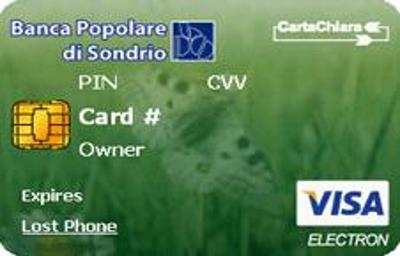 Banca Popolare
di Sondrio
CartaChiara
PIN CVV
Card #
Owner
Expires
Lost Phone
VISA
ELECTRON